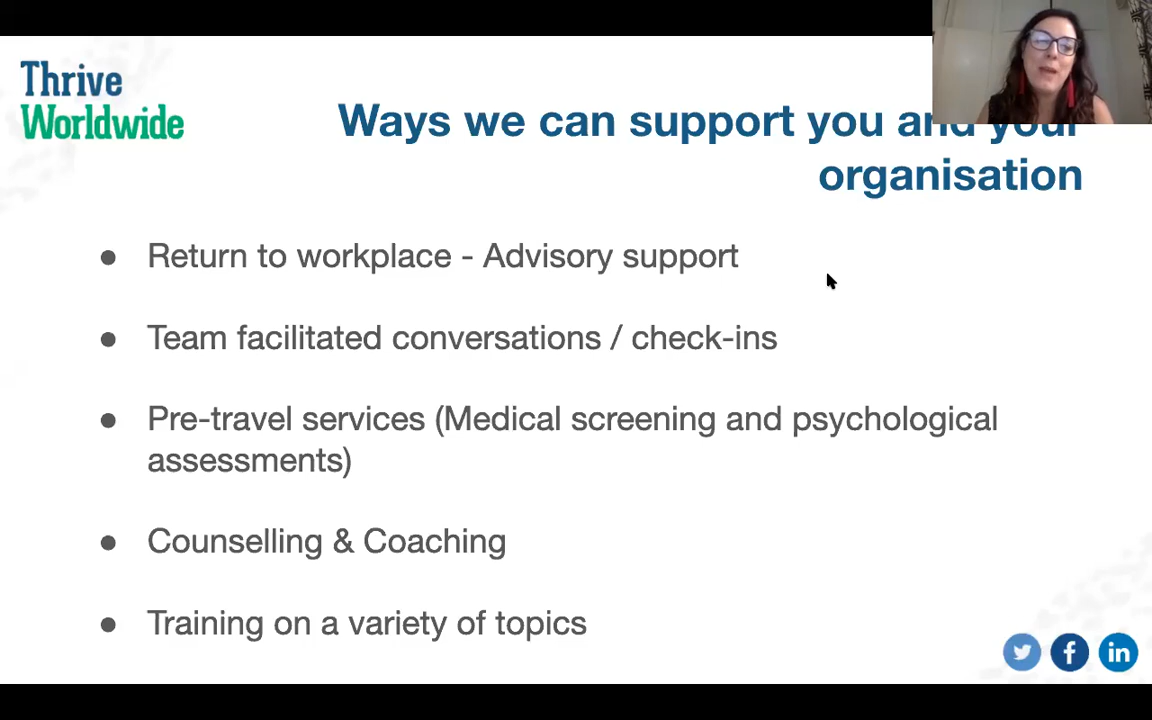 Thrive
Worldwide
Ways we can support you and your
organisation
● Return to workplace - Advisory support
● Team facilitated conversations / check-ins
● Pre-travel services (Medical screening and psychological
assessments)
● Counselling & Coaching
● Training on a variety of topics
in